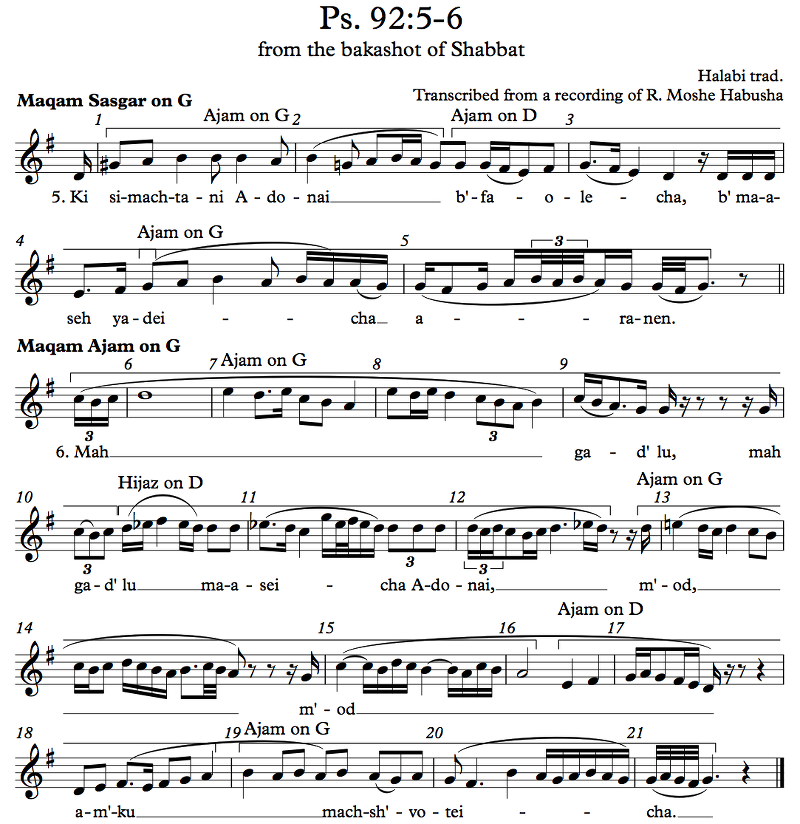 Ps. 92:5-6
from the bakashot of Shabbat
Halabi trad.
Maqam Sasgar on G
Transcribed from a recording of R. Moshe Habusha
1 Ajam on G 2 Ajam on D 3
5. Ki si-mach-ta-ni A-do-nai b'-fa-o-le-cha, b' ma-a-
4 Ajam on G 5
3
seh ya-dei-cha a-ra-nen.
Maqam Ajam on G
6 7 Ajam on G 8 9
3 3
6. Mah ga-d' lu, mah
10 Hijaz on D 11 12 Ajam on G 13
3 3 3
ga-d' lu ma-a-sei-cha A-do-nai, m'-od,
14 15 16 Ajam on D 17
m'-od
18 19 Ajam on G 20 21
a-m'-ku mach-sh'-vo-tei-cha.